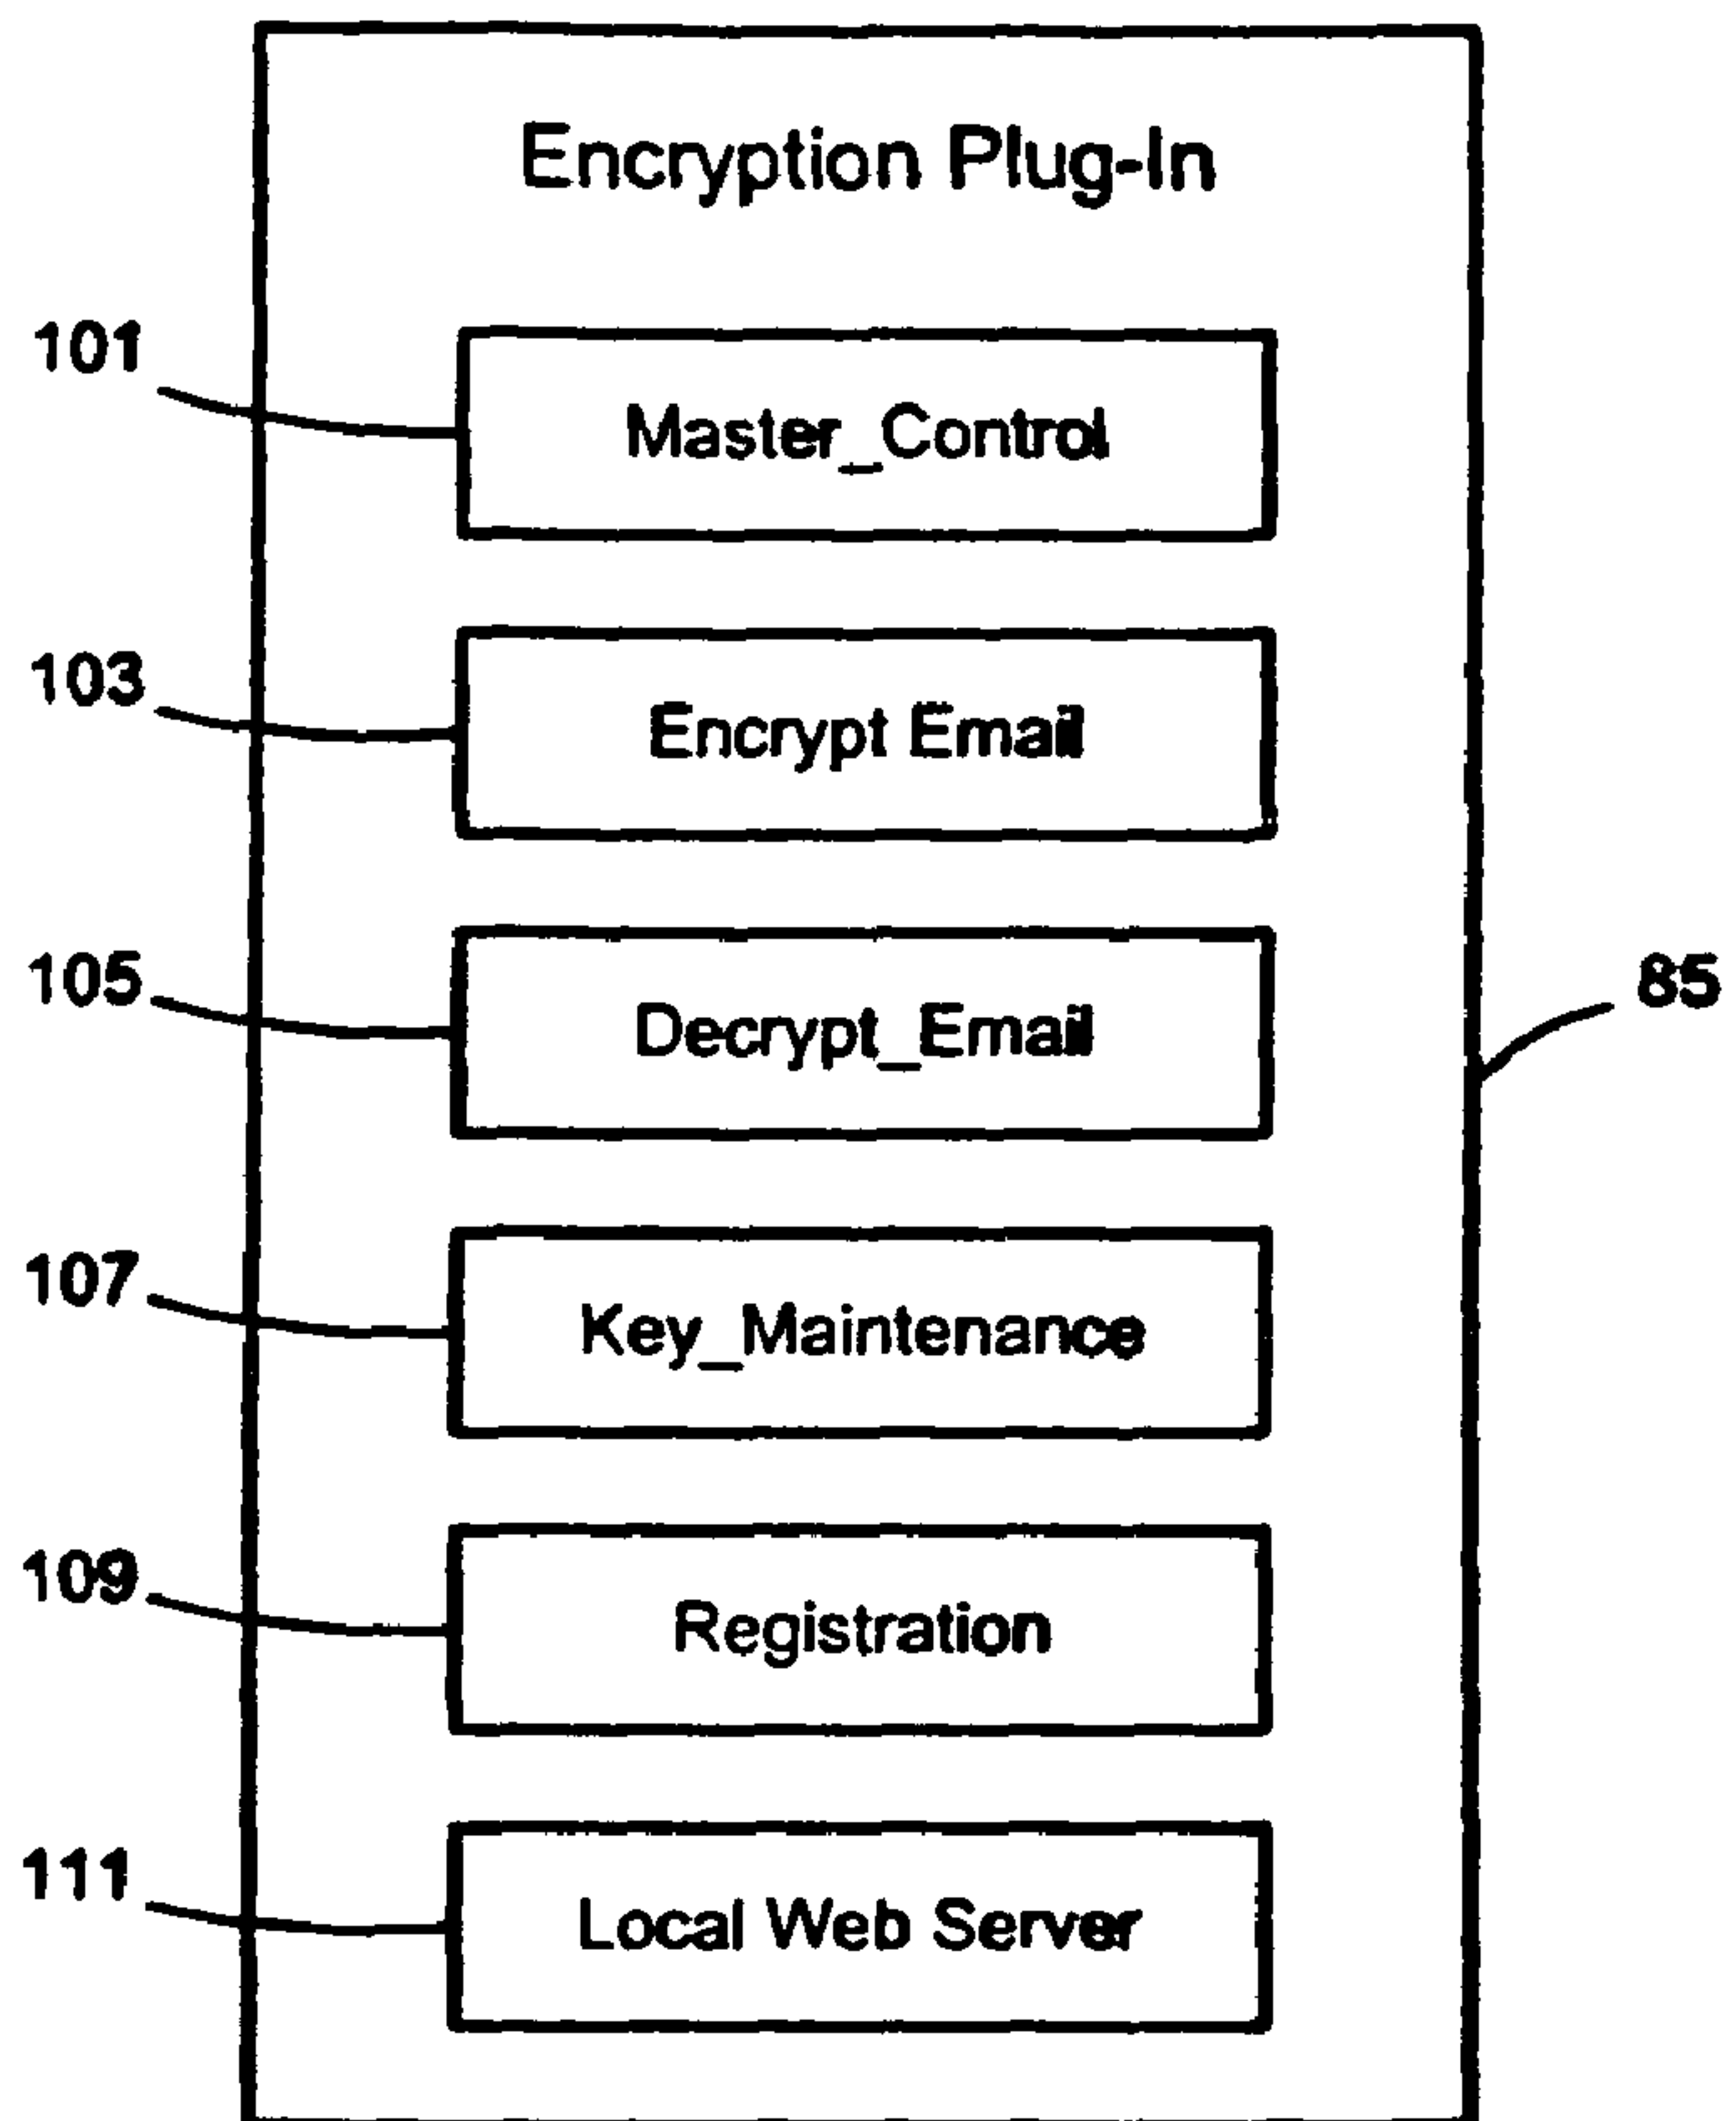 Encryption Plug-In
101
Master_Control
103
Encrypt Email
105
Decrypt_Email
85
107
Key_Maintenance
109
Registration
111
Local Web Server